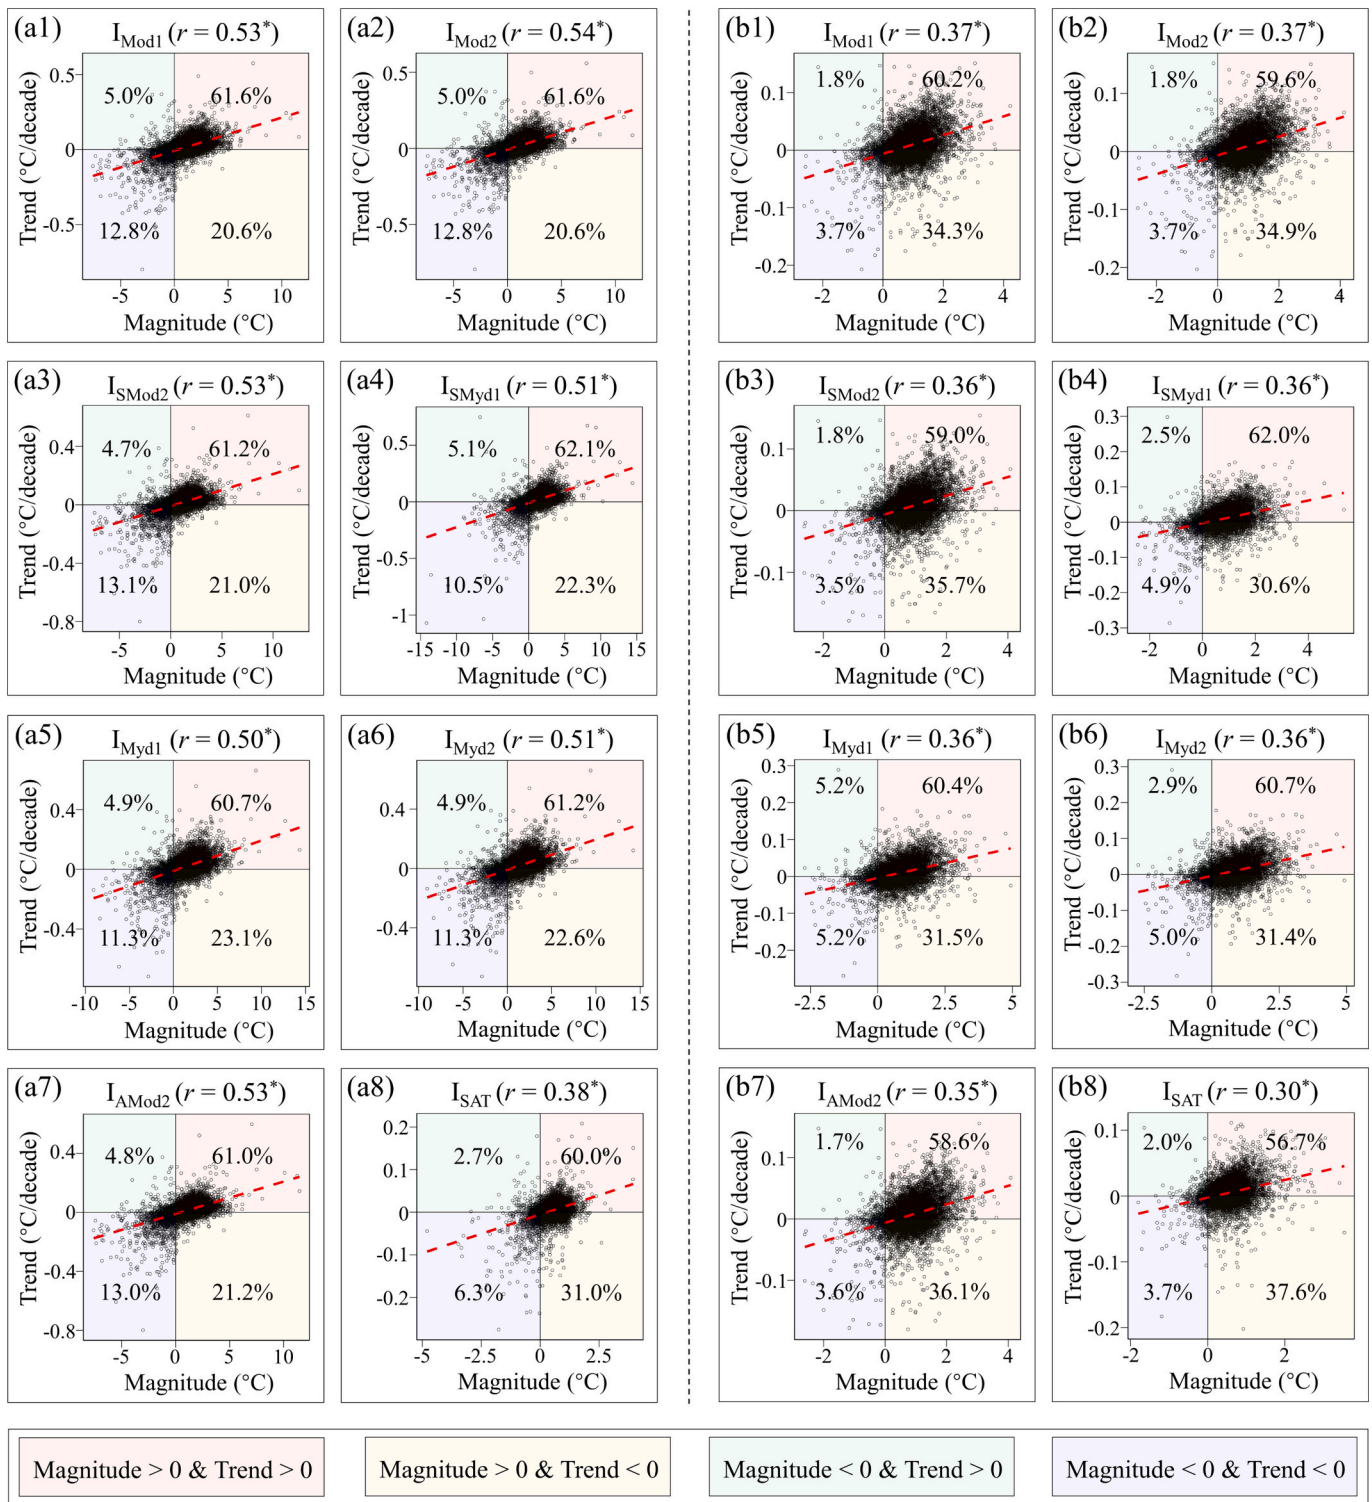 (a1) I_Mod1 (r = 0.53*)
Trend (°C/decade)
0.5
0
-0.5
5.0% 61.6%
12.8% 20.6%
-5 0 5 10
Magnitude (°C)
(a2) I_Mod2 (r = 0.54*)
0.5
0
-0.5
5.0% 61.6%
12.8% 20.6%
-5 0 5 10
Magnitude (°C)
(b1) I_Mod1 (r = 0.37*)
Trend (°C/decade)
0.1
0
-0.1
-0.2
1.8% 60.2%
3.7% 34.3%
-2 0 2 4
Magnitude (°C)
(b2) I_Mod2 (r = 0.37*)
0.1
0
-0.1
-0.2
1.8% 59.6%
3.7% 34.9%
-2 0 2 4
Magnitude (°C)
(a3) I_SMod2 (r = 0.53*)
Trend (°C/decade)
0.4
0
-0.4
-0.8
4.7% 61.2%
13.1% 21.0%
-5 0 5 10
Magnitude (°C)
(a4) I_SMyd1 (r = 0.51*)
0.5
0
-0.5
-1
5.1% 62.1%
10.5% 22.3%
-15 -10 -5 0 5 10 15
Magnitude (°C)
(b3) I_SMod2 (r = 0.36*)
Trend (°C/decade)
0.1
0
-0.1
1.8% 59.0%
3.5% 35.7%
-2 0 2 4
Magnitude (°C)
(b4) I_SMyd1 (r = 0.36*)
0.3
0.2
0.1
0
-0.1
-0.2
-0.3
2.5% 62.0%
4.9% 30.6%
-2 0 2 4
Magnitude (°C)
(a5) I_Myd1 (r = 0.50*)
Trend (°C/decade)
0.4
0
-0.4
4.9% 60.7%
11.3% 23.1%
-10 -5 0 5 10 15
Magnitude (°C)
(a6) I_Myd2 (r = 0.51*)
0.4
0
-0.4
4.9% 61.2%
11.3% 22.6%
-10 -5 0 5 10 15
Magnitude (°C)
(b5) I_Myd1 (r = 0.36*)
Trend (°C/decade)
0.3
0.2
0.1
0
-0.1
-0.2
5.2% 60.4%
5.2% 31.5%
-2.5 0 2.5 5
Magnitude (°C)
(b6) I_Myd2 (r = 0.36*)
0.3
0.2
0.1
0
-0.1
-0.2
-0.3
2.9% 60.7%
5.0% 31.4%
-2.5 0 2.5 5
Magnitude (°C)
(a7) I_AMod2 (r = 0.53*)
Trend (°C/decade)
0.4
0
-0.4
-0.8
4.8% 61.0%
13.0% 21.2%
-5 0 5 10
Magnitude (°C)
(a8) I_SAT (r = 0.38*)
0.2
0.1
0
-0.1
-0.2
2.7% 60.0%
6.3% 31.0%
-5 -2.5 0 2.5
Magnitude (°C)
(b7) I_AMod2 (r = 0.35*)
Trend (°C/decade)
0.1
0
-0.1
1.7% 58.6%
3.6% 36.1%
-2 0 2 4
Magnitude (°C)
(b8) I_SAT (r = 0.30*)
0.1
0
-0.1
-0.2
2.0% 56.7%
3.7% 37.6%
-2 0 2
Magnitude (°C)
Magnitude > 0 & Trend > 0
Magnitude > 0 & Trend < 0
Magnitude < 0 & Trend > 0
Magnitude < 0 & Trend < 0